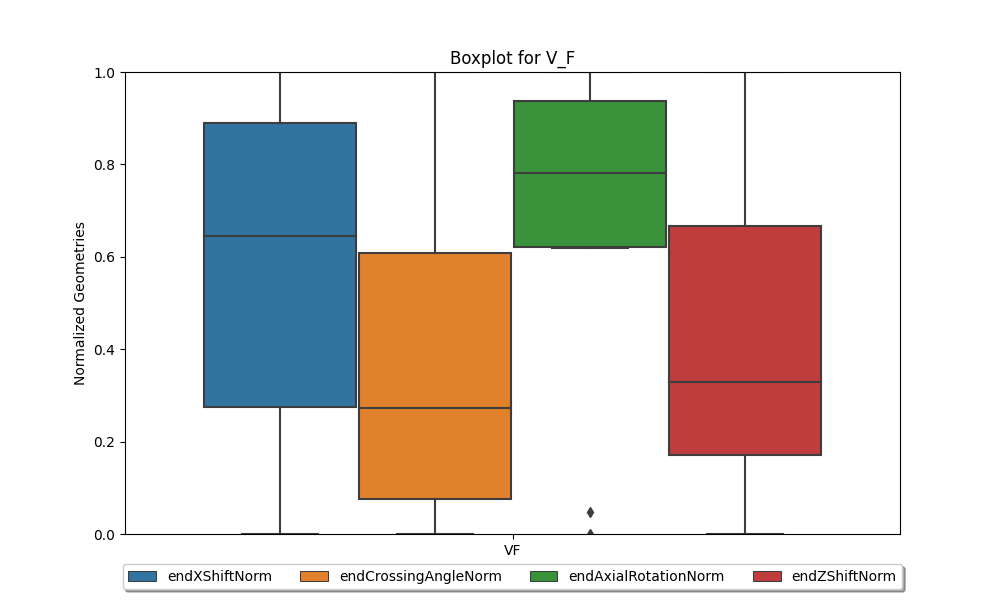 Boxplot for V_F
1.0
0.8
0.6
0.4
0.2
0.0
Normalized Geometries
VF
endXShiftNorm endCrossingAngleNorm endAxialRotationNorm endZShiftNorm